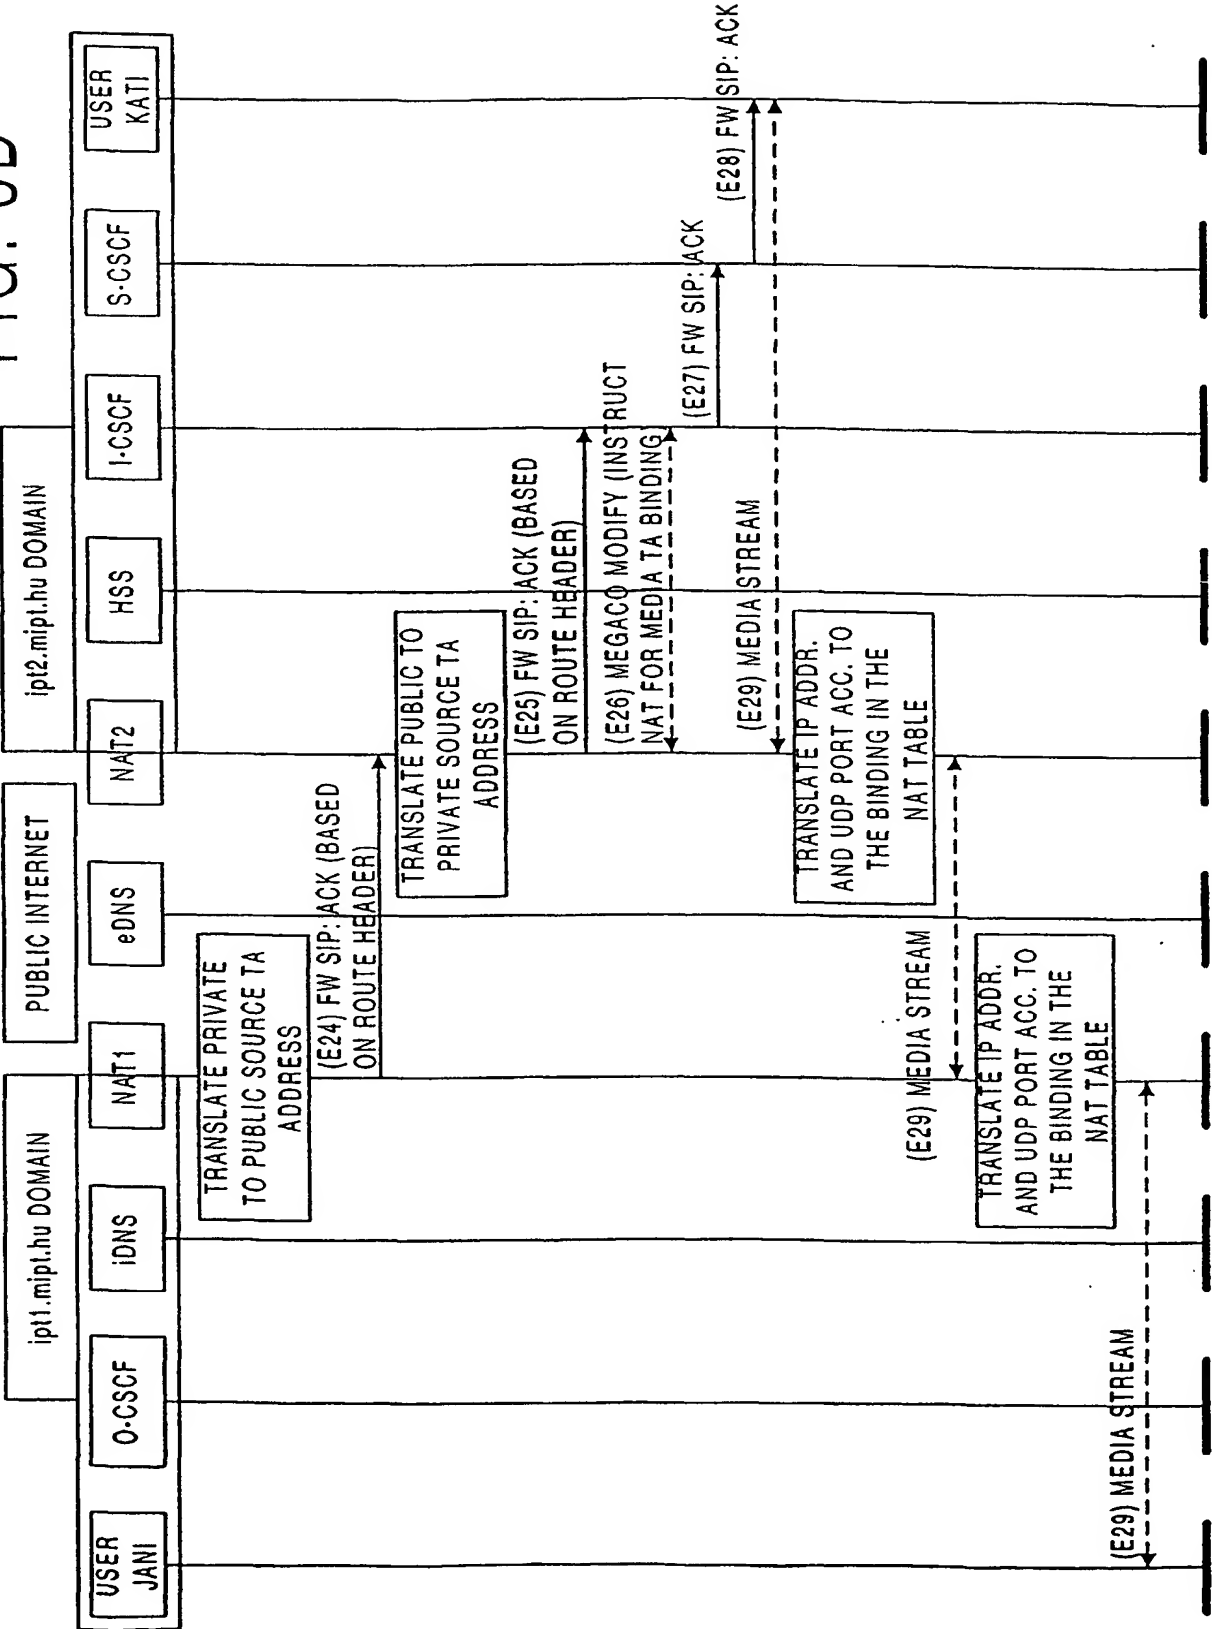 FIG.
ipt1.mipt.hu DOMAIN
PUBLIC INTERNET
ipt2.mipt.hu DOMAIN
USER
JANI
O-CSCF
iDNS
NAT1
eDNS
NAT2
HSS
I-CSCF
S-CSCF
USER
KATI
TRANSLATE PRIVATE
TO PUBLIC SOURCE TA
ADDRESS
(E24) FW SIP: ACK (BASED
ON ROUTE HEADER)
TRANSLATE PUBLIC TO
PRIVATE SOURCE TA
ADDRESS
(E25) FW SIP: ACK (BASED
ON ROUTE HEADER)
(E26) MEGACO MODIFY (INSTRUCT
NAT FOR MEDIA TA BINDING
(E27) FW SIP: ACK
(E28) FW SIP: ACK
(E29) MEDIA STREAM
TRANSLATE IP ADDR.
AND UDP PORT ACC. TO
THE BINDING IN THE
NAT TABLE
(E29) MEDIA STREAM
TRANSLATE IP ADDR.
AND UDP PORT ACC. TO
THE BINDING IN THE
NAT TABLE
(E29) MEDIA STREAM